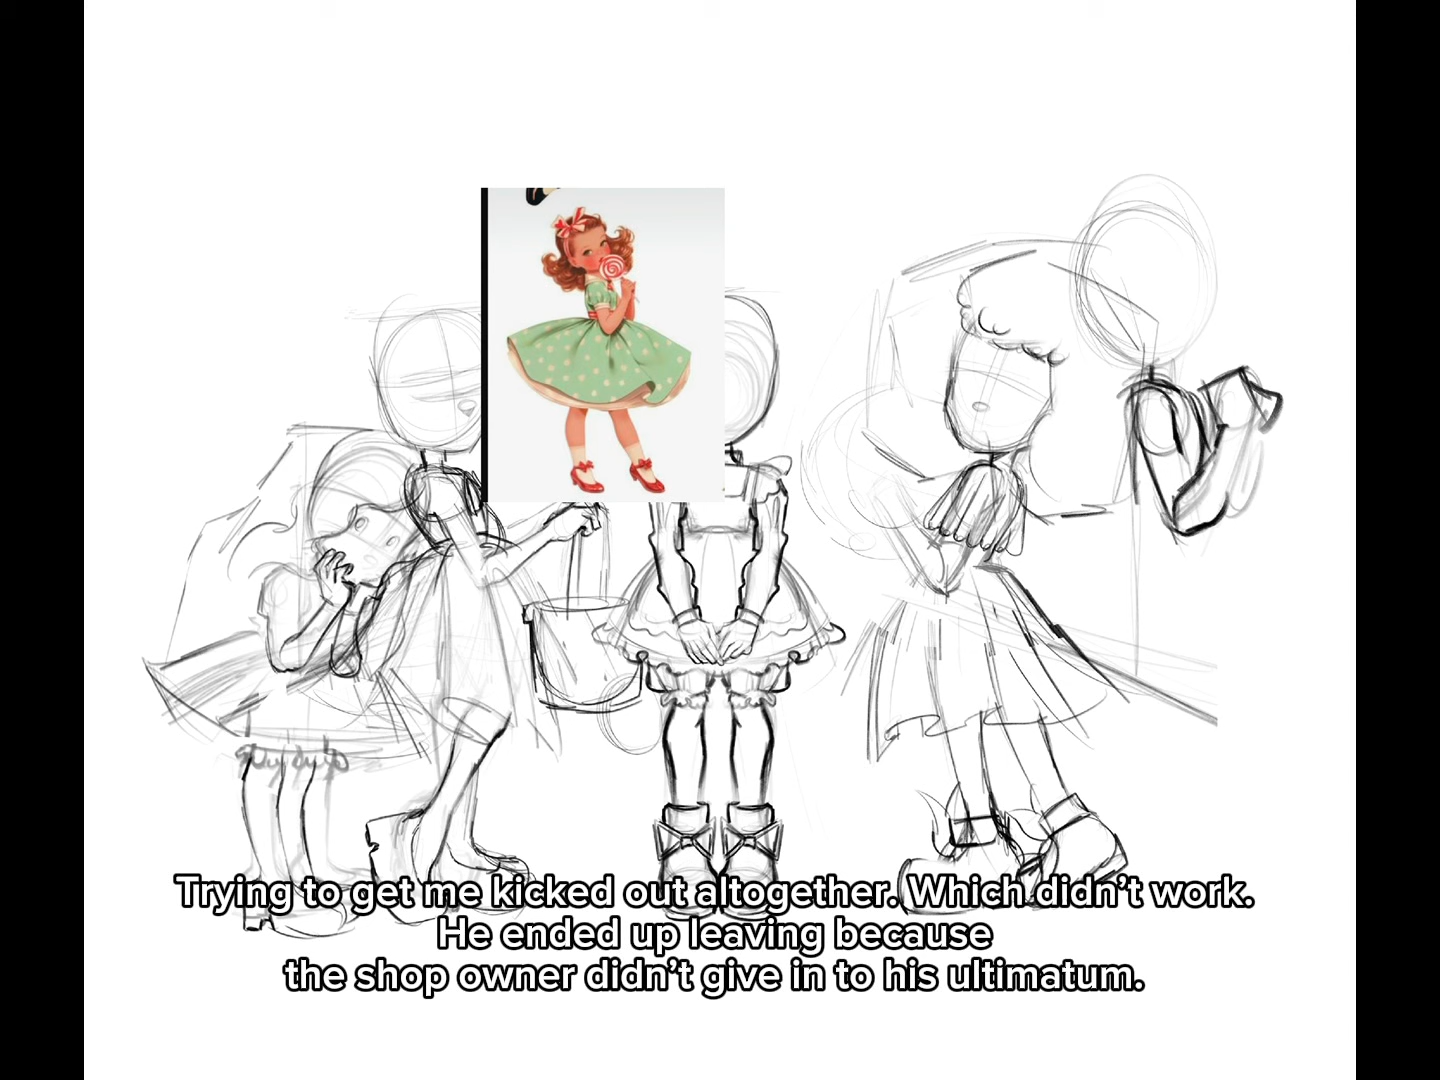 Trying to get me kicked out altogether. Which didn't work.
He ended up leaving because
the shop owner didn't give in to his ultimatum.